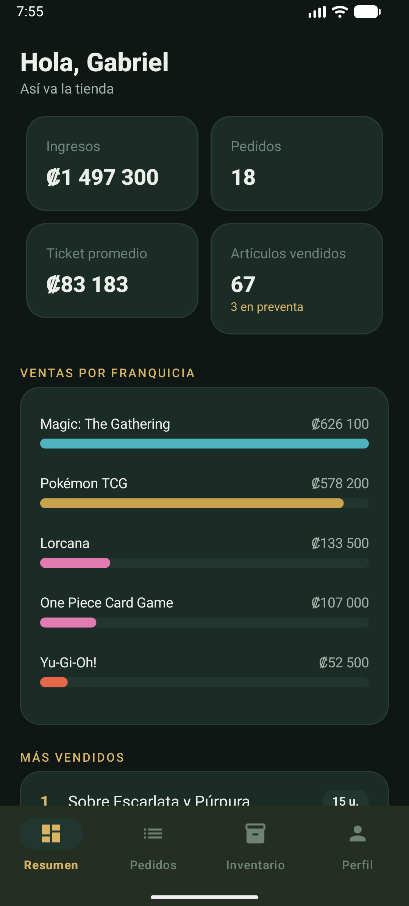 7:55
Hola, Gabriel
Así va la tienda
Ingresos
₡1 497 300
Pedidos
18
Ticket promedio
₡83 183
Artículos vendidos
67
3 en preventa
VENTAS POR FRANQUICIA
Magic: The Gathering ₡626 100
Pokémon TCG ₡578 200
Lorcana ₡133 500
One Piece Card Game ₡107 000
Yu-Gi-Oh! ₡52 500
MÁS VENDIDOS
1 Sobre Escarlata y Púrpura 15 u.
Resumen Pedidos Inventario Perfil